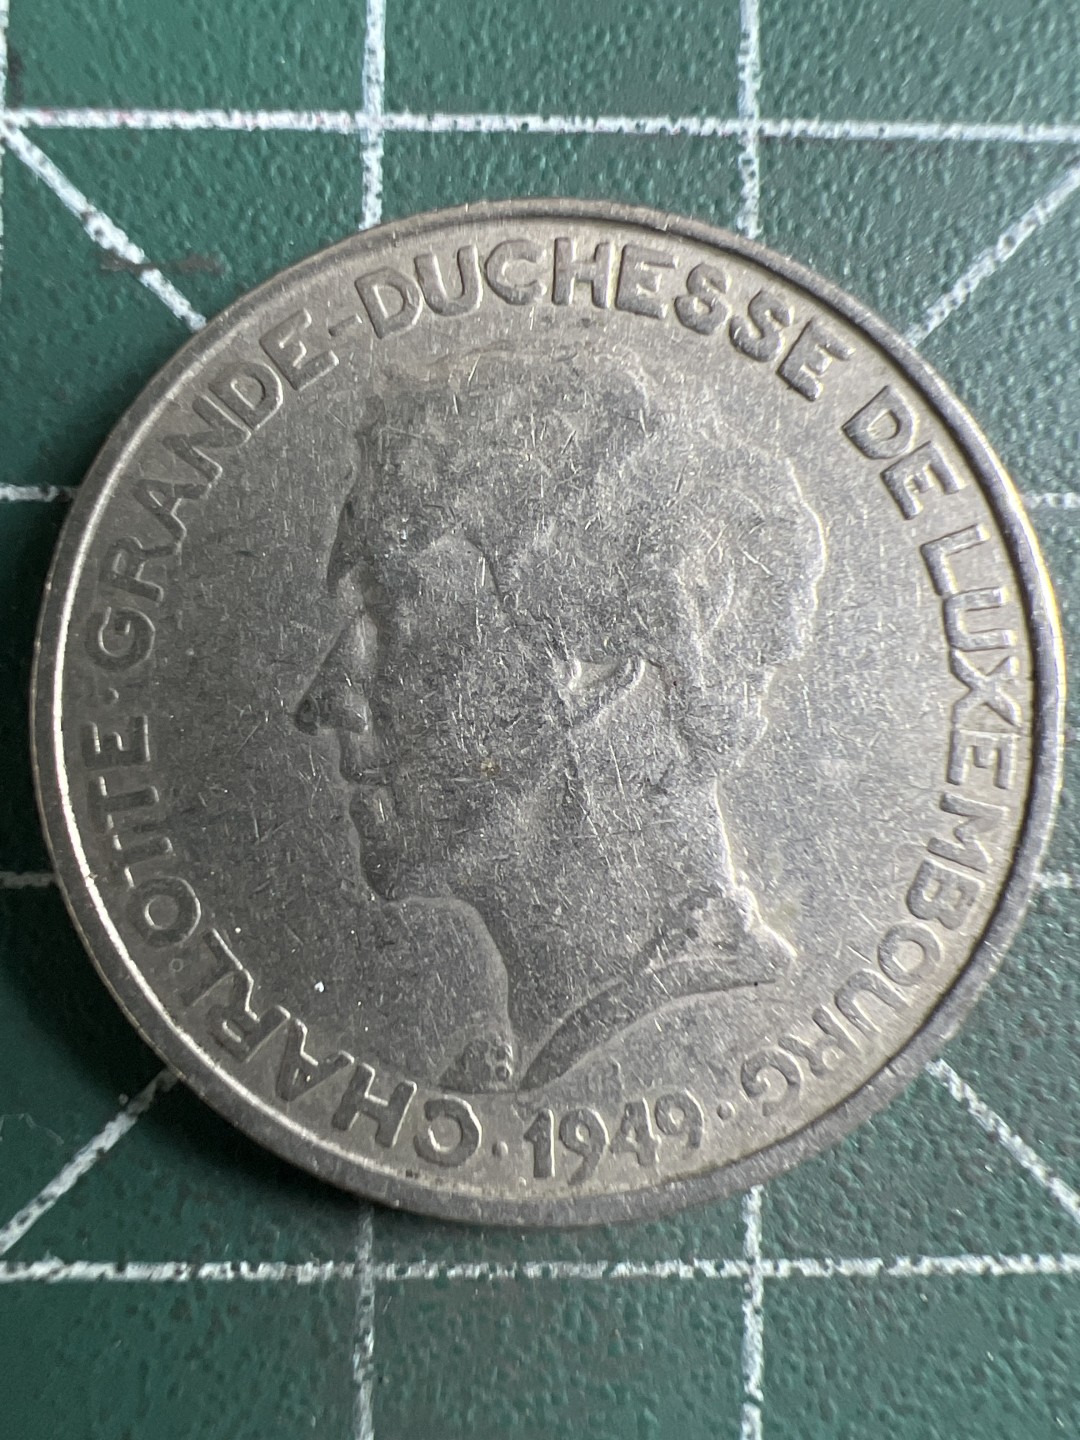 CHARLOTTE · GRANDE-DUCHESSE DE LUXEMBOURG
· 1949 ·